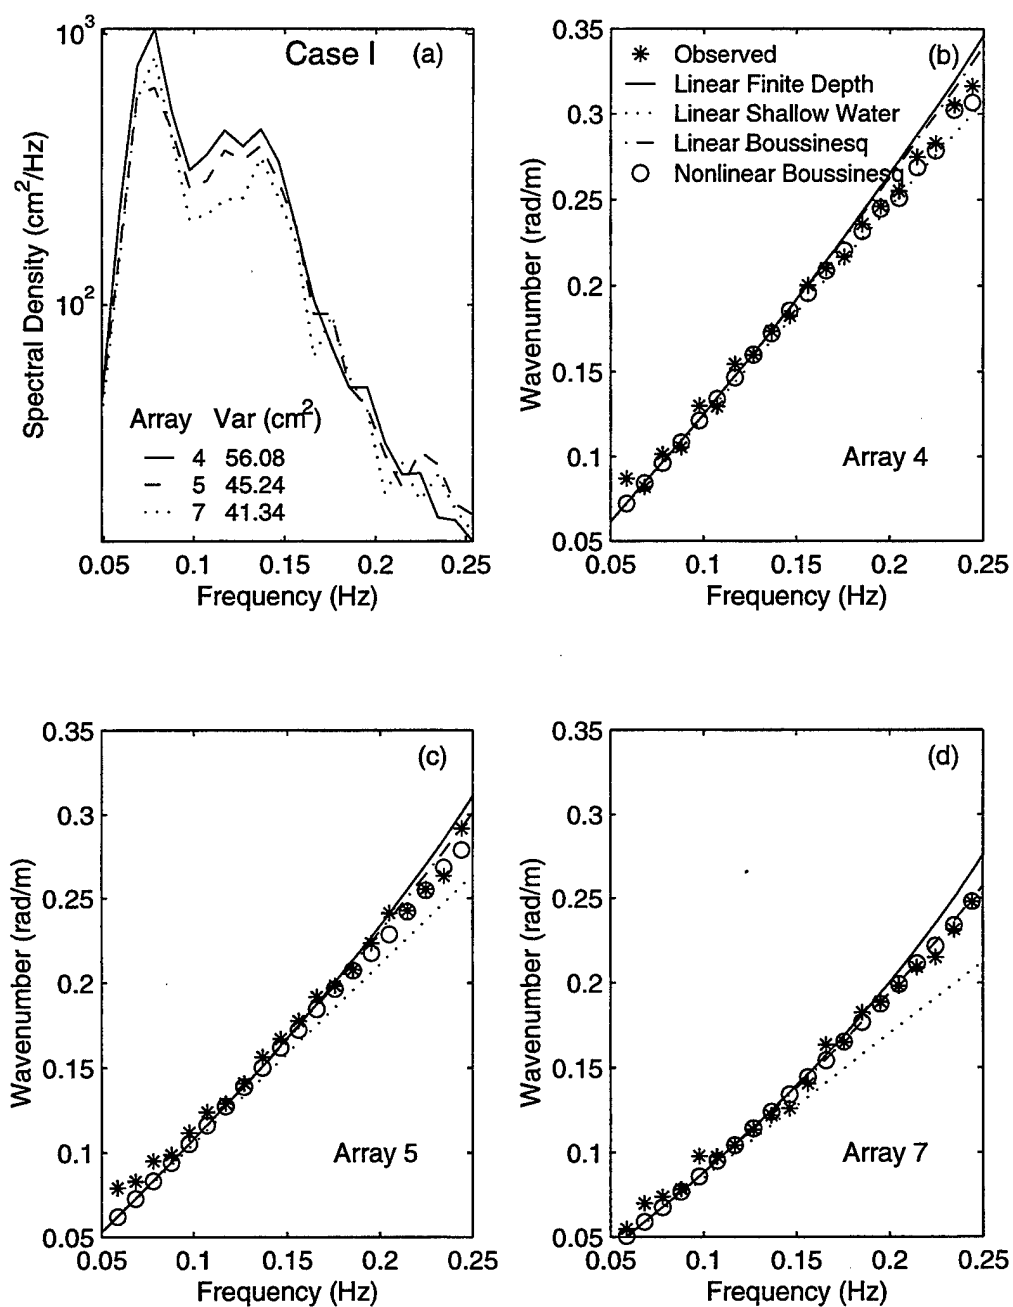 Case I (a)
10³
10²
Spectral Density (cm²/Hz)
Array Var (cm²)
4 56.08
5 45.24
7 41.34
0.05 0.1 0.15 0.2 0.25
Frequency (Hz)
(b)
Observed
Linear Finite Depth
Linear Shallow Water
Linear Boussinesq
Nonlinear Boussinesq
0.35
0.3
0.25
0.2
0.15
0.1
0.05
Wavenumber (rad/m)
Array 4
0.05 0.1 0.15 0.2 0.25
Frequency (Hz)
(c)
0.35
0.3
0.25
0.2
0.15
0.1
0.05
Wavenumber (rad/m)
Array 5
0.05 0.1 0.15 0.2 0.25
Frequency (Hz)
(d)
0.35
0.3
0.25
0.2
0.15
0.1
0.05
Wavenumber (rad/m)
Array 7
0.05 0.1 0.15 0.2 0.25
Frequency (Hz)